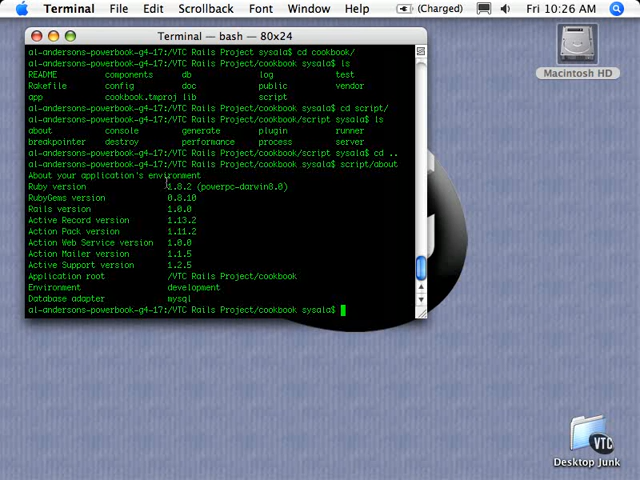 Terminal File Edit Scrollback Font Window Help (Charged) Fri 10:26 AM
Terminal — bash — 80x24
al-andersons-powerbook-g4-17:/VTC Rails Project sysala$ cd cookbook/
al-andersons-powerbook-g4-17:/VTC Rails Project/cookbook sysala$ ls
README components db log test
Rakefile config doc public vendor
app cookbook.tmproj lib script
al-andersons-powerbook-g4-17:/VTC Rails Project/cookbook sysala$ cd script/
al-andersons-powerbook-g4-17:/VTC Rails Project/cookbook/script sysala$ ls
about console generate plugin runner
breakpointer destroy performance process server
al-andersons-powerbook-g4-17:/VTC Rails Project/cookbook/script sysala$ cd ..
al-andersons-powerbook-g4-17:/VTC Rails Project/cookbook sysala$ script/about
About your application's environment
Ruby version 1.8.2 (powerpc-darwin8.0)
RubyGems version 0.8.10
Rails version 1.0.0
Active Record version 1.13.2
Action Pack version 1.11.2
Action Web Service version 1.0.0
Action Mailer version 1.1.5
Active Support version 1.2.5
Application root /VTC Rails Project/cookbook
Environment development
Database adapter mysql
al-andersons-powerbook-g4-17:/VTC Rails Project/cookbook sysala$
Macintosh HD
VTC
Desktop Junk